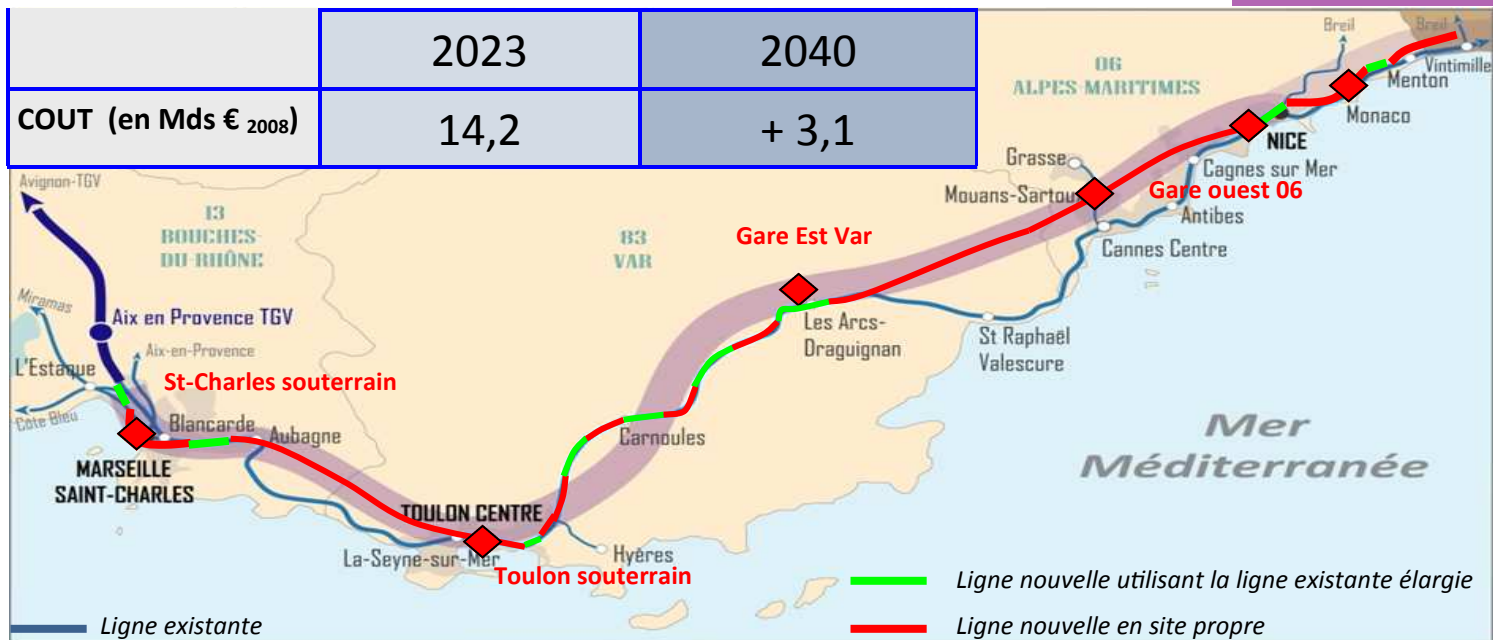 2023 2040
COUT (en Mds € 2008) 14,2 + 3,1
Breil
Breil
Vintimille
06
ALPES MARITIMES
Menton
Monaco
NICE
Grasse
Cagnes sur Mer
Mouans-Sartou
Gare ouest 06
Antibes
Cannes Centre
Avignon-TGV
13
BOUCHES-
DU-RHÔNE
83
VAR
Gare Est Var
Miramas
Aix en Provence TGV
Aix-en-Provence
Les Arcs-
Draguignan
St Raphaël
Valescure
L'Estaque
St-Charles souterrain
Côte Bleu
Blancarde
Aubagne
Carnoules
Mer
Méditerranée
MARSEILLE
SAINT-CHARLES
TOULON CENTRE
La-Seyne-sur-Mer
Hyères
Toulon souterrain
Ligne nouvelle utilisant la ligne existante élargie
Ligne existante
Ligne nouvelle en site propre